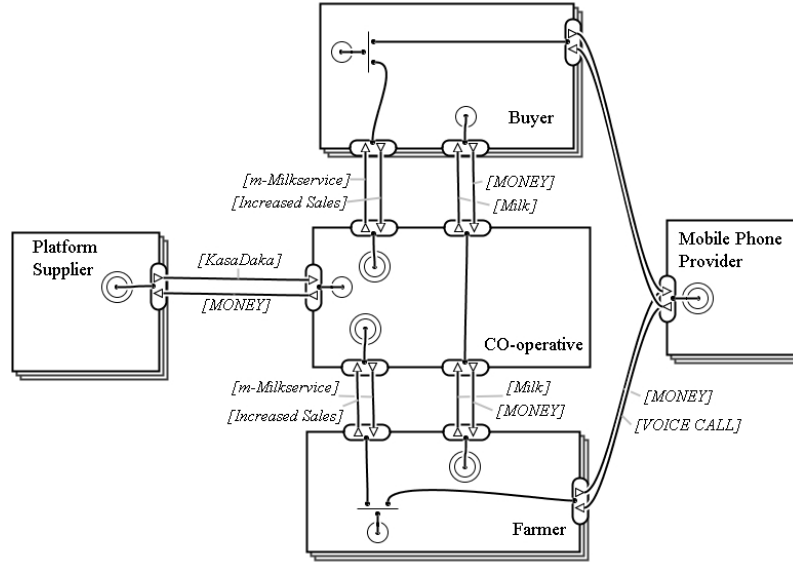 Buyer
[m-Milkservice]
[Increased Sales]
[MONEY]
[Milk]
Platform
Supplier
[KasaDaka]
[MONEY]
CO-operative
Mobile Phone
Provider
[m-Milkservice]
[Increased Sales]
[Milk]
[MONEY]
[MONEY]
[VOICE CALL]
Farmer